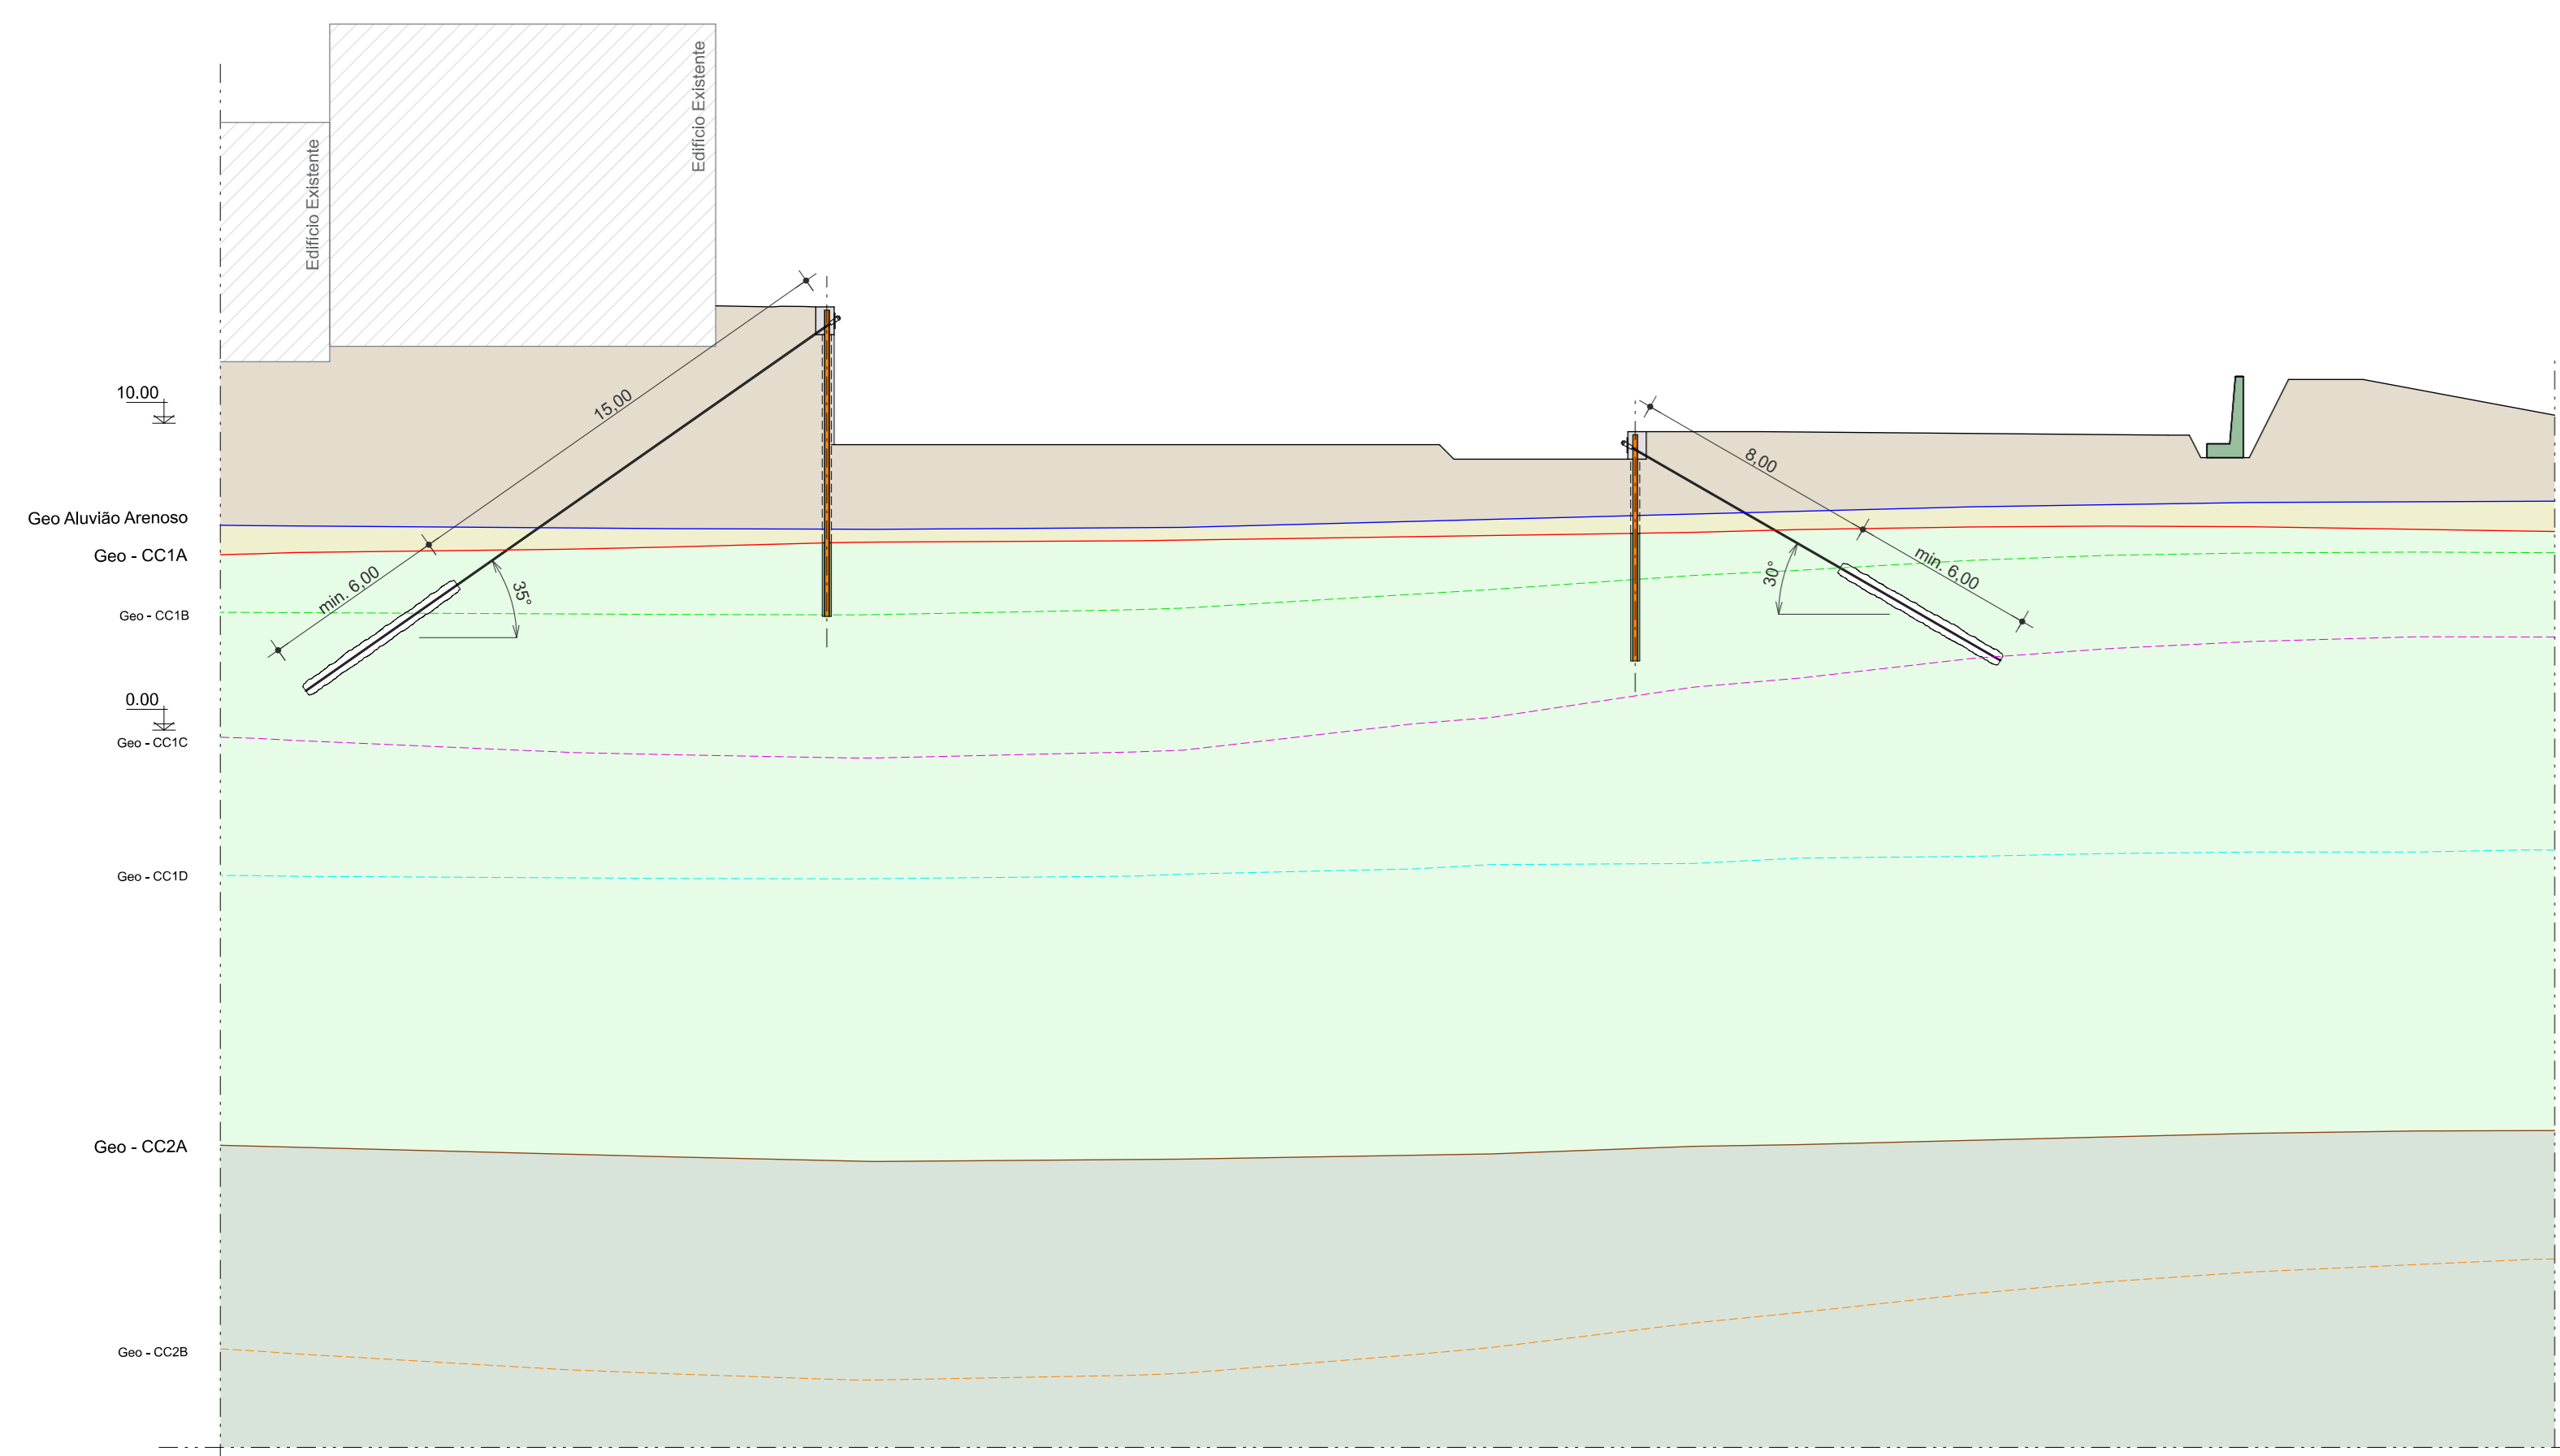 Edifício Existente
Edifício Existente
15,00
min. 6,00
35°
8,00
min. 6,00
30°
10.00
Geo Aluvião Arenoso
Geo - CC1A
Geo - CC1B
0.00
Geo - CC1C
Geo - CC1D
Geo - CC2A
Geo - CC2B